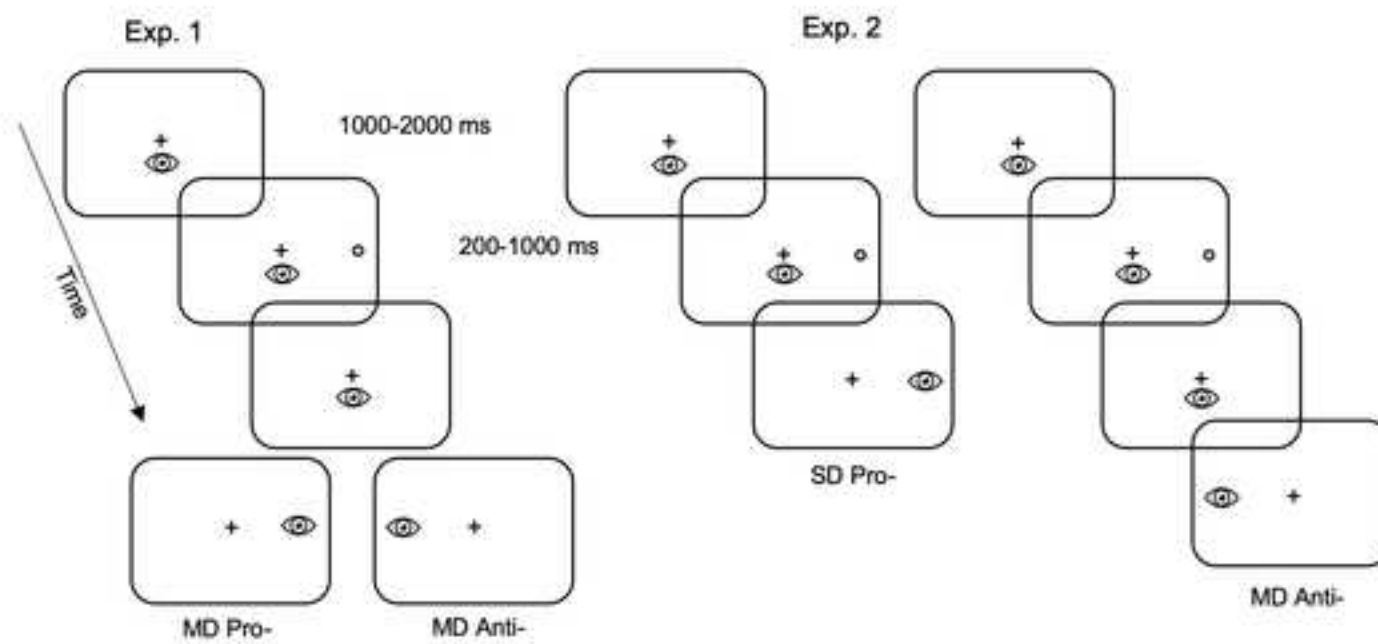 Exp. 1
Exp. 2
1000-2000 ms
200-1000 ms
Time
SD Pro-
MD Anti-
MD Pro-
MD Anti-